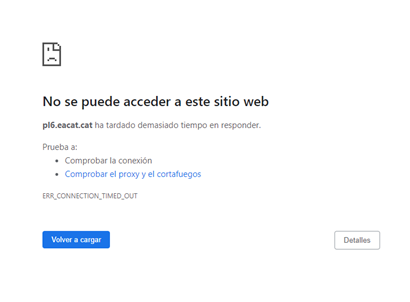 No se puede acceder a este sitio web
pl6.eacat.cat ha tardado demasiado tiempo en responder.
Prueba a:
• Comprobar la conexión
• Comprobar el proxy y el cortafuegos
ERR_CONNECTION_TIMED_OUT
Volver a cargar
Detalles